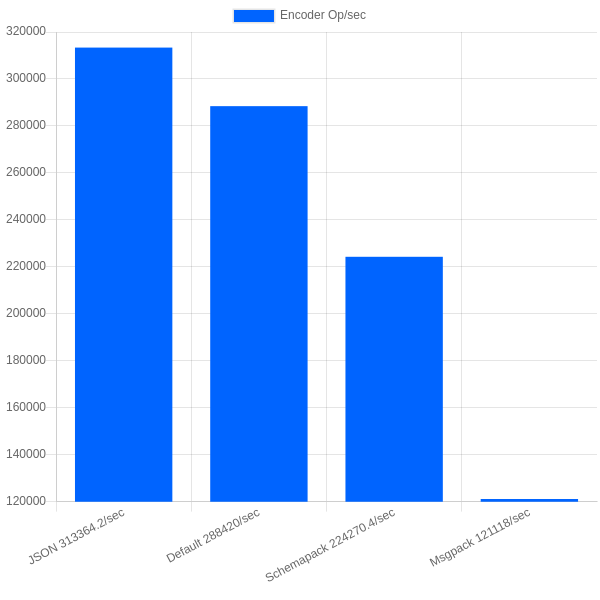 Encoder Op/sec
320000
300000
280000
260000
240000
220000
200000
180000
160000
140000
120000
JSON 313364.2/sec
Default 288420/sec
Schemapack 224270.4/sec
Msgpack 121118/sec